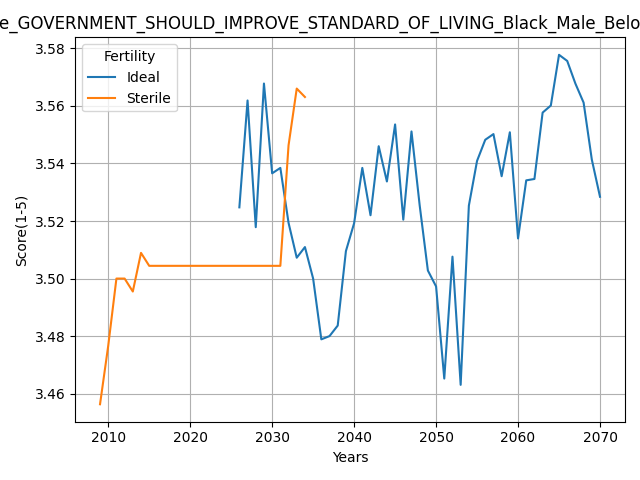 e_GOVERNMENT_SHOULD_IMPROVE_STANDARD_OF_LIVING_Black_Male_Belo
3.58
3.56
3.54
3.52
3.50
3.48
3.46
Score(1-5)
Fertility
Ideal
Sterile
2010 2020 2030 2040 2050 2060 2070
Years